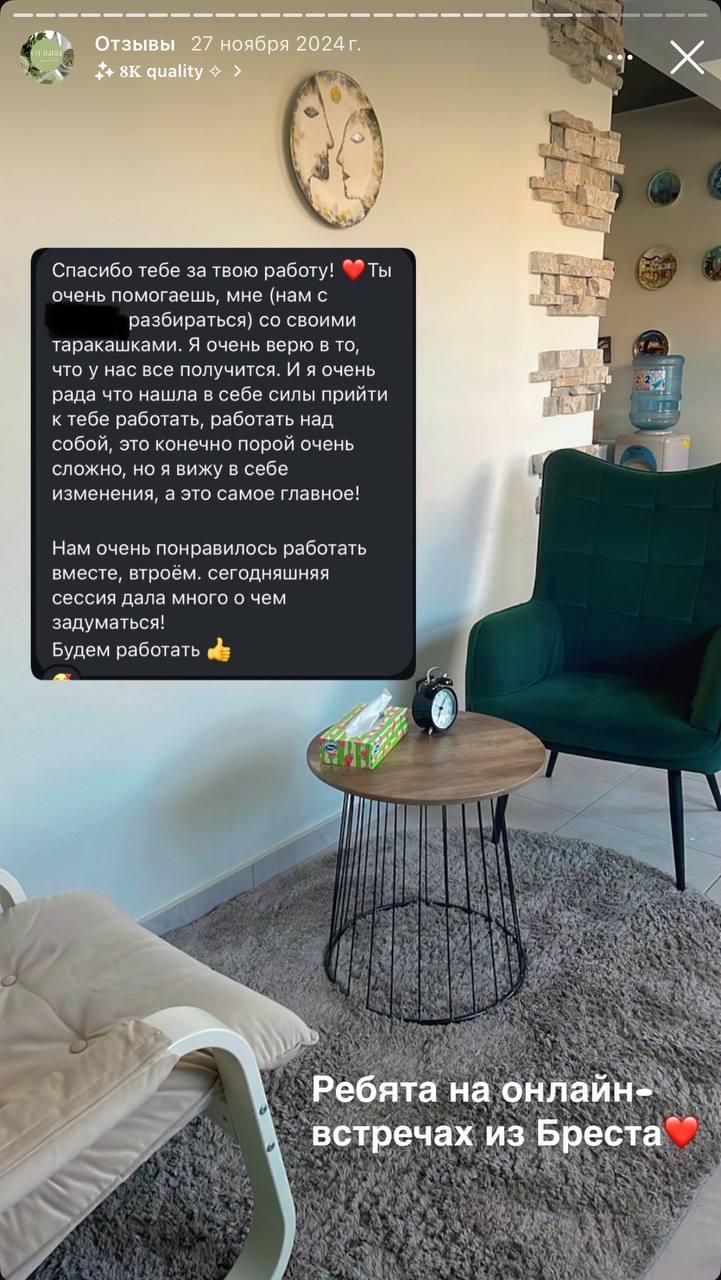 Отзывы 27 ноября 2024 г.
8K quality
Спасибо тебе за твою работу! ❤️Ты
очень помогаешь, мне (нам с
разбираться) со своими
таракашками. Я очень верю в то,
что у нас все получится. И я очень
рада что нашла в себе силы прийти
к тебе работать, работать над
собой, это конечно порой очень
сложно, но я вижу в себе
изменения, а это самое главное!
Нам очень понравилось работать
вместе, втроём. сегодняшняя
сессия дала много о чем
задуматься!
Будем работать 👍
Ребята на онлайн-
встречах из Бреста❤️